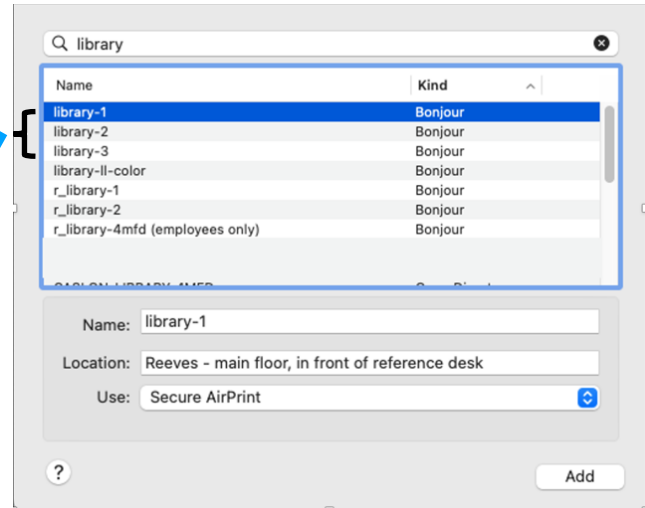 library
Name Kind
library-1 Bonjour
library-2 Bonjour
library-3 Bonjour
library-ll-color Bonjour
r_library-1 Bonjour
r_library-2 Bonjour
r_library-4mfd (employees only) Bonjour
Name: library-1
Location: Reeves - main floor, in front of reference desk
Use: Secure AirPrint
?
Add